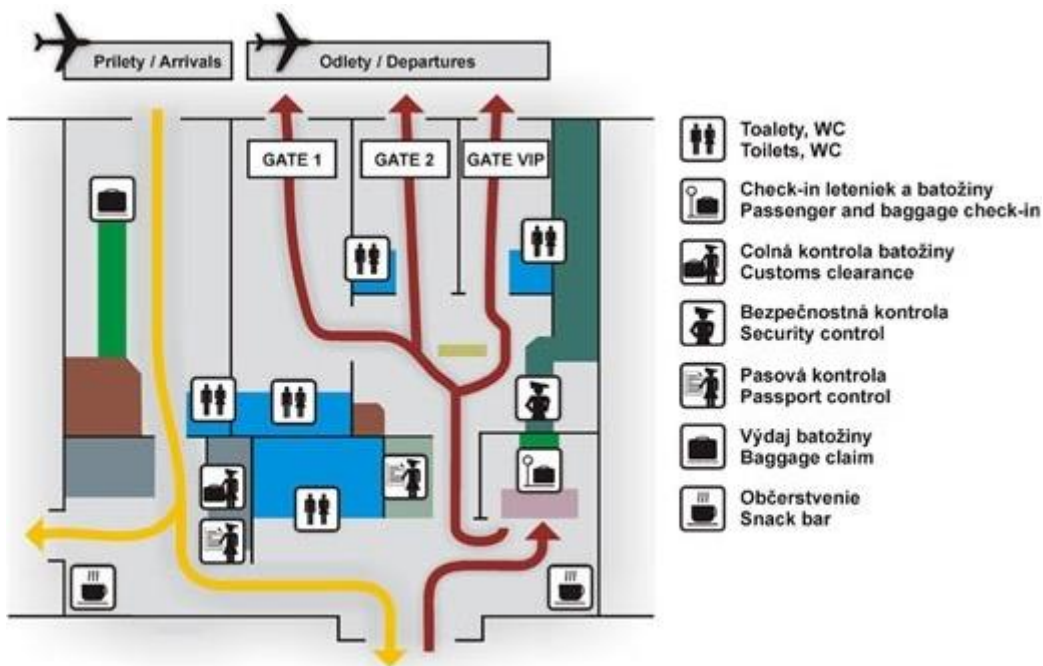 Prílety / Arrivals
Odlety / Departures
GATE 1
GATE 2
GATE VIP
Toalety, WC
Toilets, WC
Check-in leteniek a batožiny
Passenger and baggage check-in
Colná kontrola batožiny
Customs clearance
Bezpečnostná kontrola
Security control
Pasová kontrola
Passport control
Výdaj batožiny
Baggage claim
Občerstvenie
Snack bar